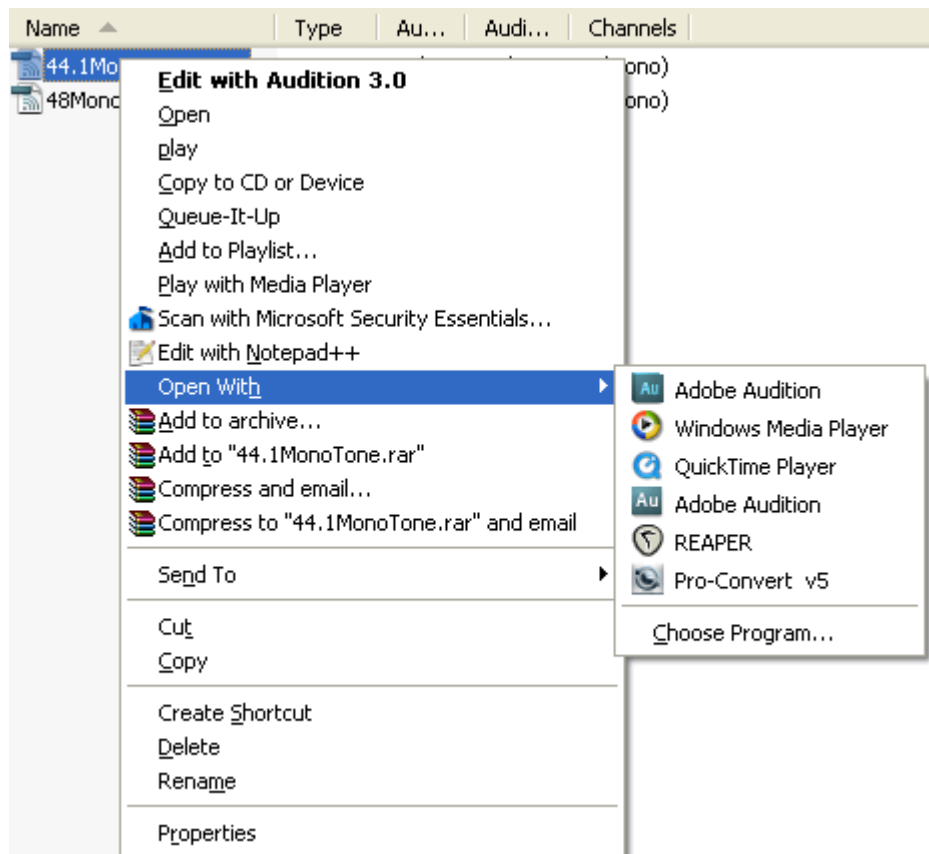 Name Type Au... Audi... Channels
44.1Mo ono)
48Mono ono)
Edit with Audition 3.0
Open
play
Copy to CD or Device
Queue-It-Up
Add to Playlist...
Play with Media Player
Scan with Microsoft Security Essentials...
Edit with Notepad++
Open With
Add to archive...
Add to "44.1MonoTone.rar"
Compress and email...
Compress to "44.1MonoTone.rar" and email
Send To
Cut
Copy
Create Shortcut
Delete
Rename
Properties
Adobe Audition
Windows Media Player
QuickTime Player
Adobe Audition
REAPER
Pro-Convert v5
Choose Program...
Au
Au